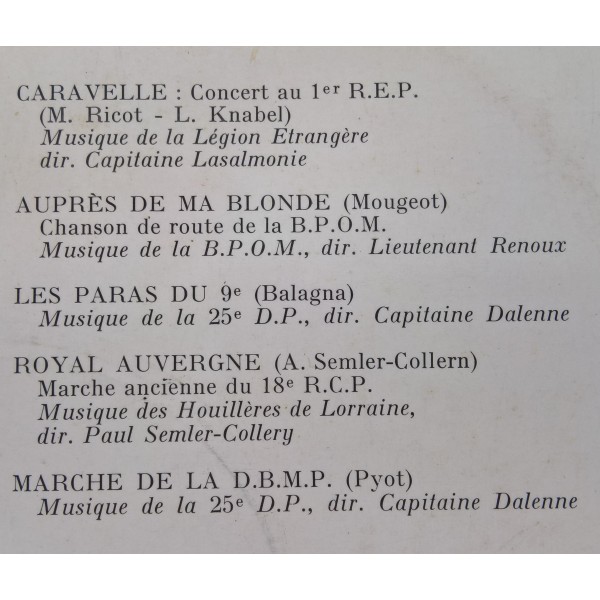 CARAVELLE : Concert au 1er R.E.P.
(M. Ricot - L. Knabel)
Musique de la Légion Etrangère
dir. Capitaine Lasalmonie
AUPRÈS DE MA BLONDE (Mougeot)
Chanson de route de la B.P.O.M.
Musique de la B.P.O.M., dir. Lieutenant Renoux
LES PARAS DU 9e (Balagna)
Musique de la 25e D.P., dir. Capitaine Dalenne
ROYAL AUVERGNE (A. Semler-Collern)
Marche ancienne du 18e R.C.P.
Musique des Houillères de Lorraine,
dir. Paul Semler-Collery
MARCHE DE LA D.B.M.P. (Pyot)
Musique de la 25e D.P., dir. Capitaine Dalenne